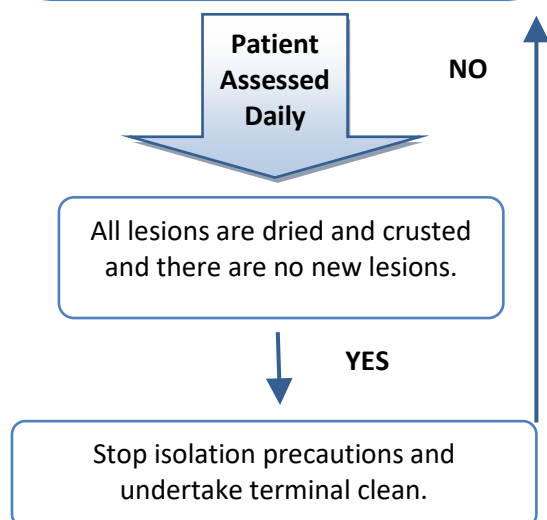 Patient
Assessed
Daily
NO
All lesions are dried and crusted
and there are no new lesions.
YES
Stop isolation precautions and
undertake terminal clean.